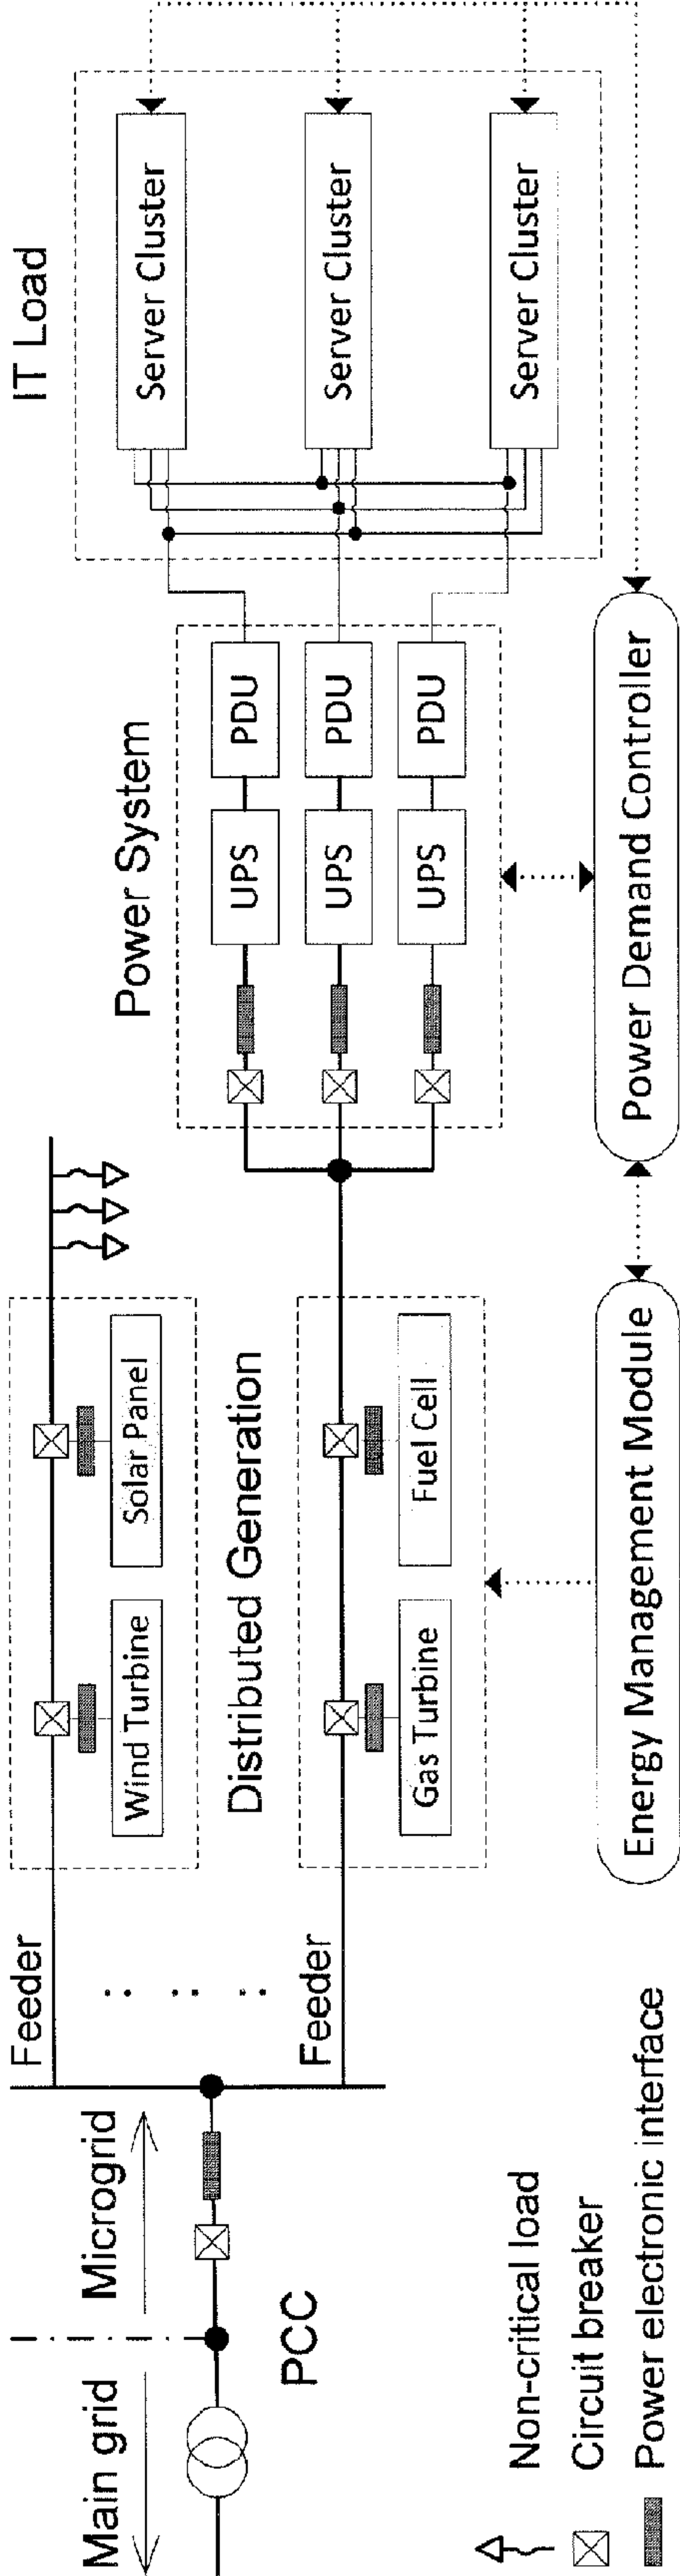 Main grid
Microgrid
PCC
Feeder
Feeder
Wind Turbine
Solar Panel
Distributed Generation
Gas Turbine
Fuel Cell
Power System
UPS
PDU
UPS
PDU
UPS
PDU
IT Load
Server Cluster
Server Cluster
Server Cluster
Energy Management Module
Power Demand Controller
Non-critical load
Circuit breaker
Power electronic interface